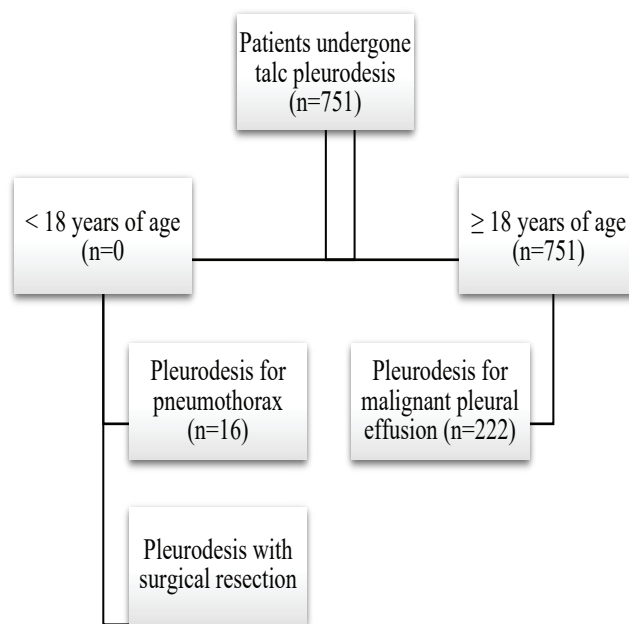 Patients undergone
talc pleurodesis
(n=751)
< 18 years of age
(n=0
≥ 18 years of age
(n=751)
Pleurodesis for
pneumothorax
(n=16)
Pleurodesis for
malignant pleural
effusion (n=222)
Pleurodesis with
surgical resection